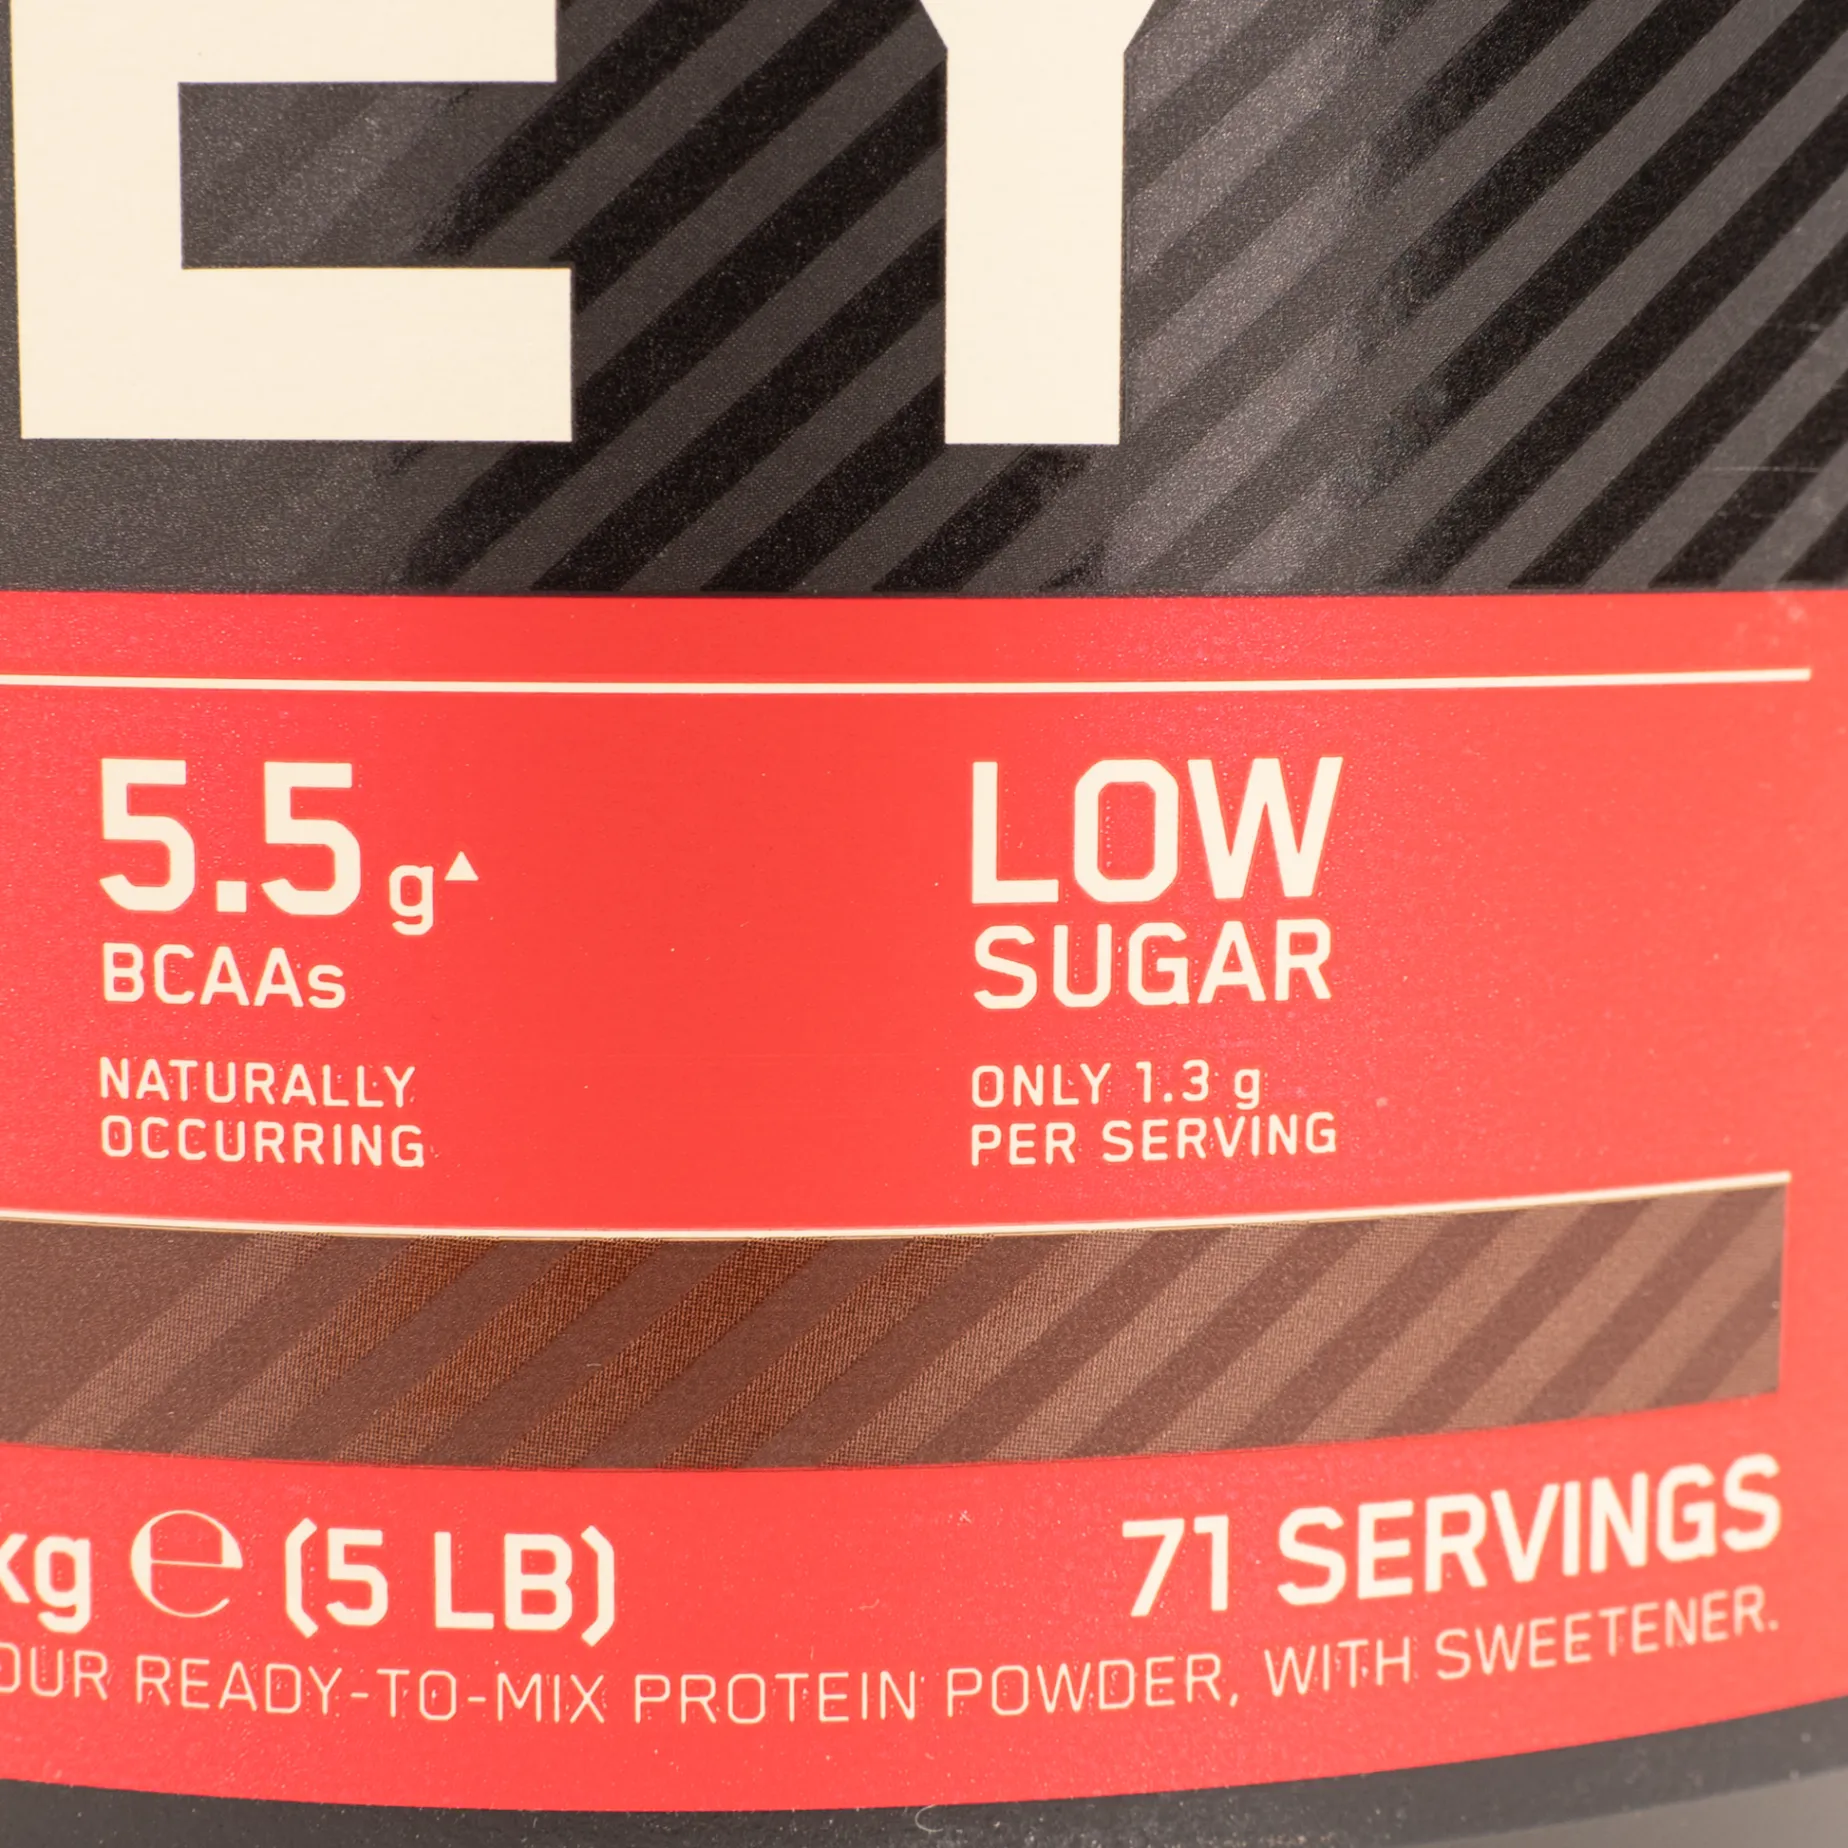 EY
5.5 g▲
BCAAs
NATURALLY
OCCURRING
LOW
SUGAR
ONLY 1.3 g
PER SERVING
kg ℮ (5 LB)
71 SERVINGS
OUR READY-TO-MIX PROTEIN POWDER, WITH SWEETENER.